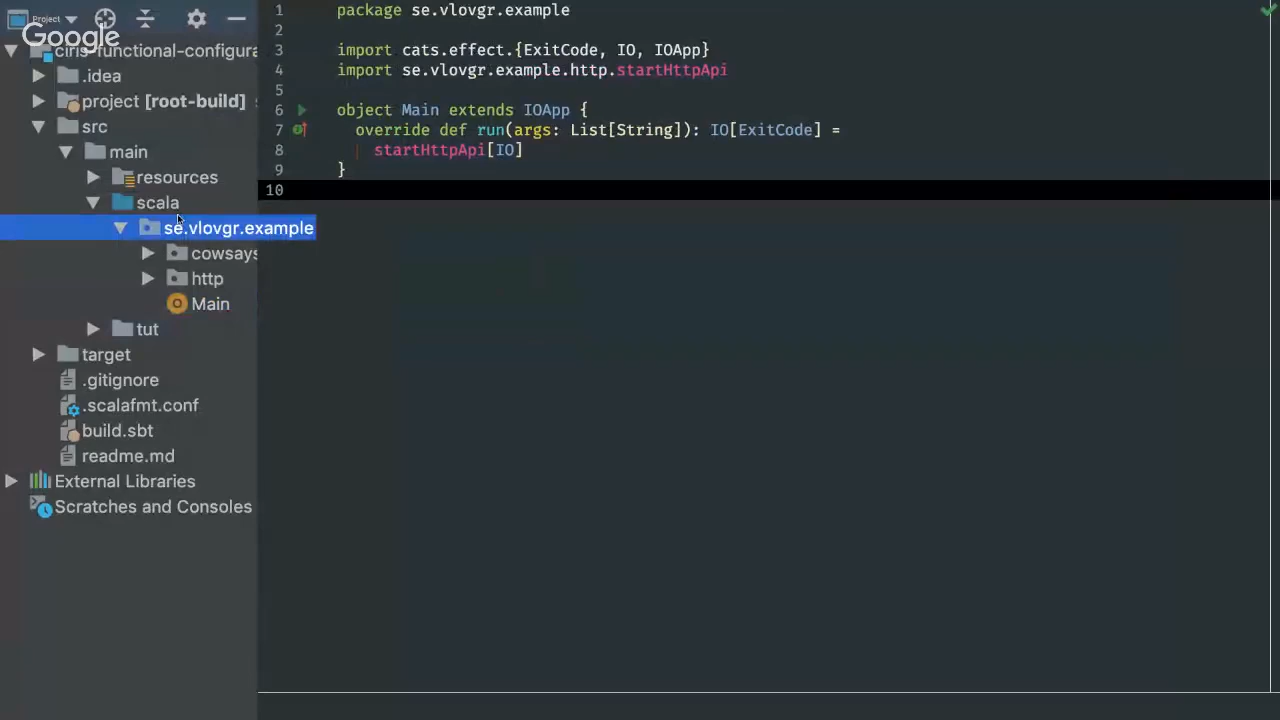 Project
Google
ciris-functional-configura
.idea
project [root-build]
src
main
resources
scala
se.vlovgr.example
cowsays
http
Main
tut
target
.gitignore
.scalafmt.conf
build.sbt
readme.md
External Libraries
Scratches and Consoles
1 package se.vlovgr.example
2
3 import cats.effect.{ExitCode, IO, IOApp}
4 import se.vlovgr.example.http.startHttpApi
5
6 object Main extends IOApp {
7 override def run(args: List[String]): IO[ExitCode] =
8 startHttpApi[IO]
9 }
10